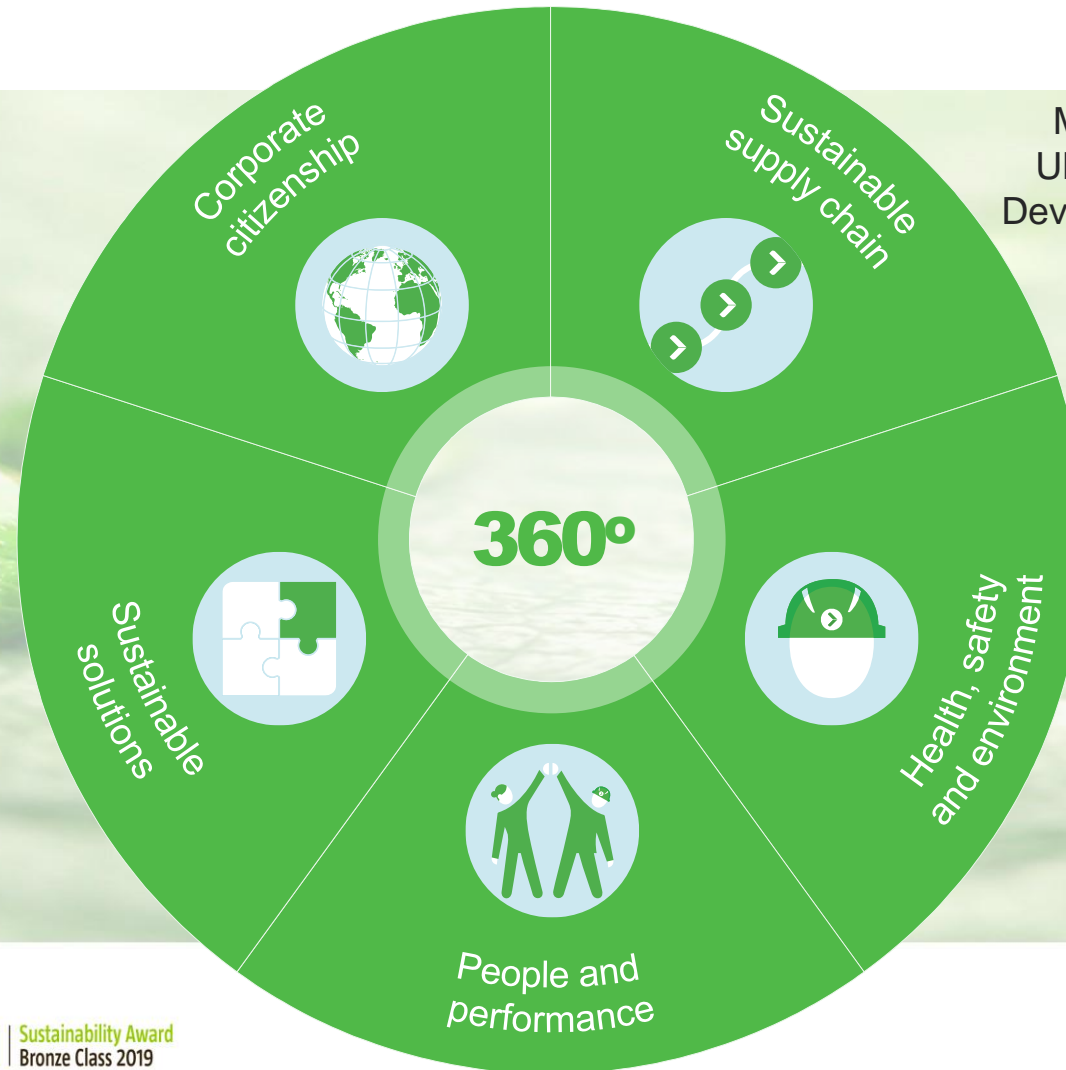 Corporate
citizenship
Sustainable
supply chain
Dev
360º
Sustainable
solutions
Health, safety
and environment
People and
performance
Sustainability Award
Bronze Class 2019